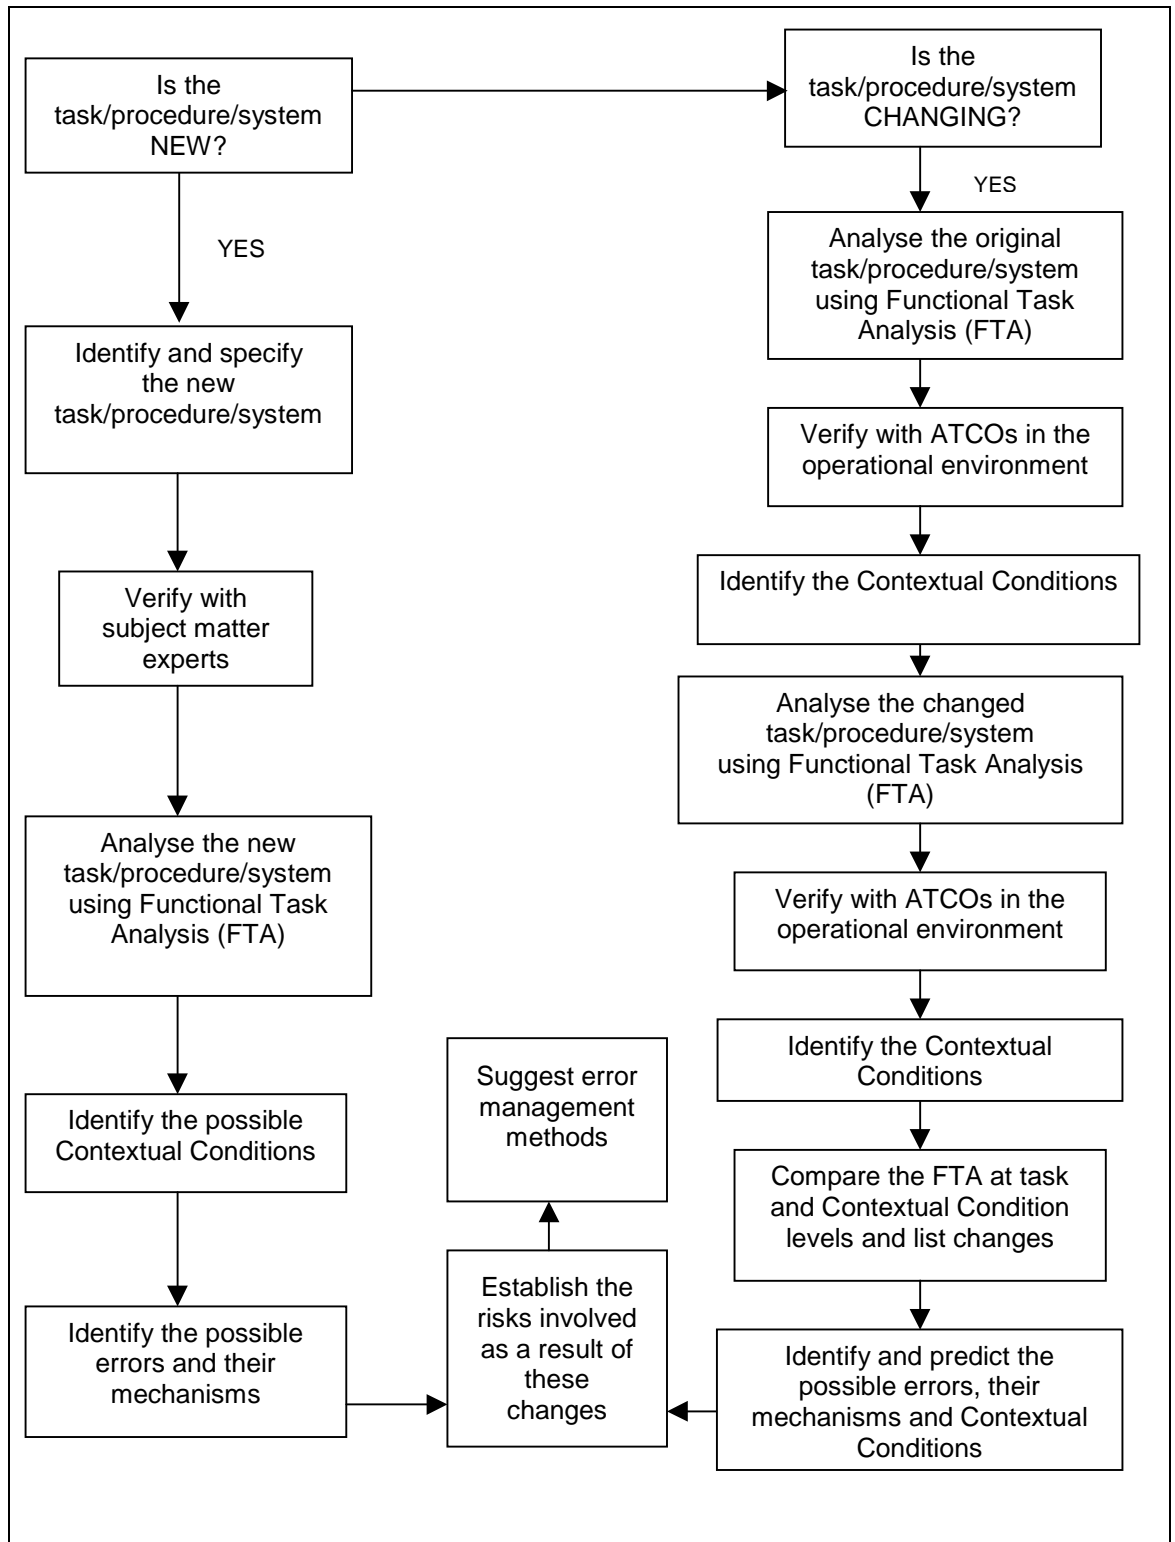 Is the
task/procedure/system
NEW?
YES
Identify and specify
the new
task/procedure/system
Verify with
subject matter
experts
Analyse the new
task/procedure/system
using Functional Task
Analysis (FTA)
Identify the possible
Contextual Conditions
Identify the possible
errors and their
mechanisms
Is the
task/procedure/system
CHANGING?
YES
Analyse the original
task/procedure/system
using Functional Task
Analysis (FTA)
Verify with ATCOs in the
operational environment
Identify the Contextual Conditions
Analyse the changed
task/procedure/system
using Functional Task Analysis
(FTA)
Verify with ATCOs in the
operational environment
Identify the Contextual
Conditions
Compare the FTA at task
and Contextual Condition
levels and list changes
Identify and predict the
possible errors, their
mechanisms and Contextual
Conditions
Establish the
risks involved
as a result of
these
changes
Suggest error
management
methods